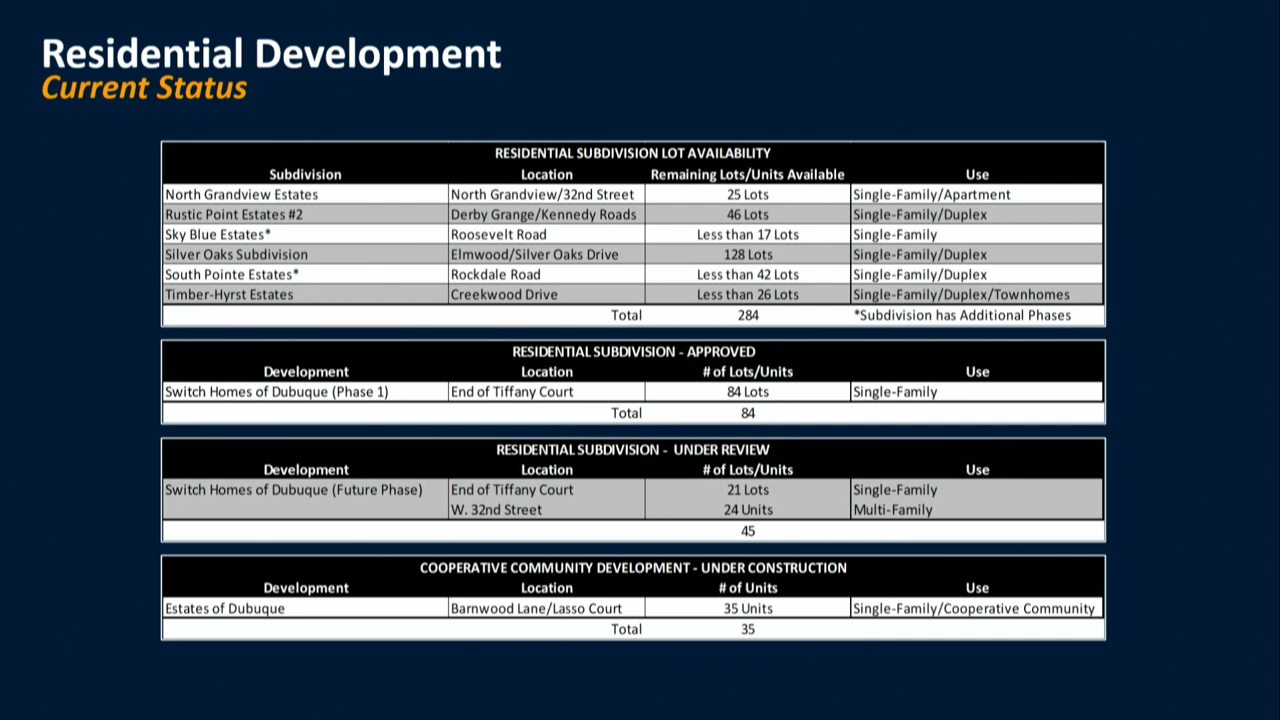 Residential Development
Current Status
RESIDENTIAL SUBDIVISION LOT AVAILABILITY
Subdivision Location Remaining Lots/Units Available Use
North Grandview Estates North Grandview/32nd Street 25 Lots Single-Family/Apartment
Rustic Point Estates #2 Derby Grange/Kennedy Roads 46 Lots Single-Family/Duplex
Sky Blue Estates* Roosevelt Road Less than 17 Lots Single-Family
Silver Oaks Subdivision Elmwood/Silver Oaks Drive 128 Lots Single-Family/Duplex
South Pointe Estates* Rockdale Road Less than 42 Lots Single-Family/Duplex
Timber-Hyrst Estates Creekwood Drive Less than 26 Lots Single-Family/Duplex/Townhomes
Total 284 *Subdivision has Additional Phases
RESIDENTIAL SUBDIVISION - APPROVED
Development Location # of Lots/Units Use
Switch Homes of Dubuque (Phase 1) End of Tiffany Court 84 Lots Single-Family
Total 84
RESIDENTIAL SUBDIVISION - UNDER REVIEW
Development Location # of Lots/Units Use
Switch Homes of Dubuque (Future Phase) End of Tiffany Court 21 Lots Single-Family
W. 32nd Street 24 Units Multi-Family
45
COOPERATIVE COMMUNITY DEVELOPMENT - UNDER CONSTRUCTION
Development Location # of Units Use
Estates of Dubuque Barnwood Lane/Lasso Court 35 Units Single-Family/Cooperative Community
Total 35